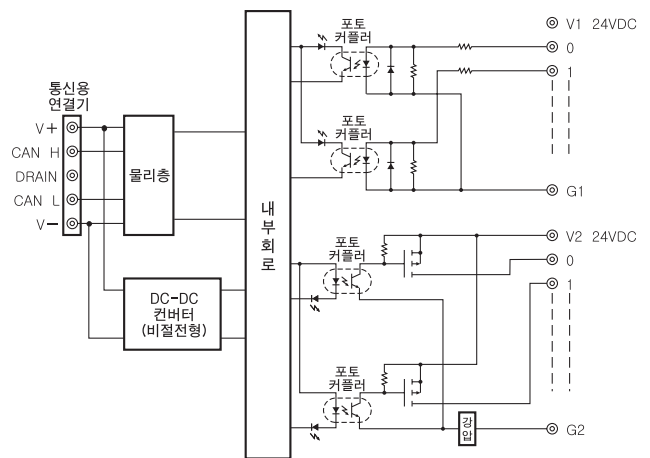 통신용
연결기
V+
CAN H
DRAIN
CAN L
V−
물리층
DC-DC
컨버터
(비절전형)
내부회로
포토
커플러
포토
커플러
V1 24VDC
0
1
G1
포토
커플러
V2 24VDC
0
1
포토
커플러
강압
G2